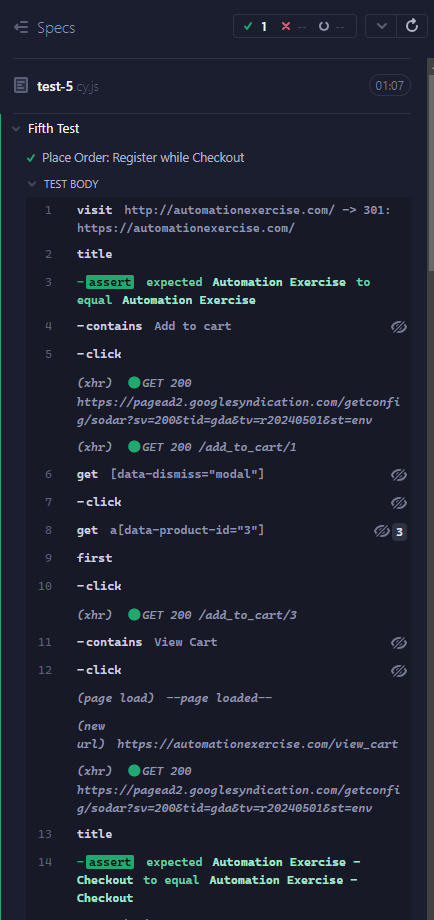 Specs
1 -- --
test-5.cy.js 01:07
Fifth Test
Place Order: Register while Checkout
TEST BODY
1 visit http://automationexercise.com/ -> 301:
https://automationexercise.com/
2 title
3 -assert expected Automation Exercise to
equal Automation Exercise
4 -contains Add to cart
5 -click
(xhr) GET 200
https://pagead2.googlesyndication.com/getconfi
g/sodar?sv=200&tid=gda&tv=r20240501&st=env
(xhr) GET 200 /add_to_cart/1
6 get [data-dismiss="modal"]
7 -click
8 get a[data-product-id="3"] 3
9 first
10 -click
(xhr) GET 200 /add_to_cart/3
11 -contains View Cart
12 -click
(page load) --page loaded--
(new
url) https://automationexercise.com/view_cart
(xhr) GET 200
https://pagead2.googlesyndication.com/getconfi
g/sodar?sv=200&tid=gda&tv=r20240501&st=env
13 title
14 -assert expected Automation Exercise -
Checkout to equal Automation Exercise -
Checkout